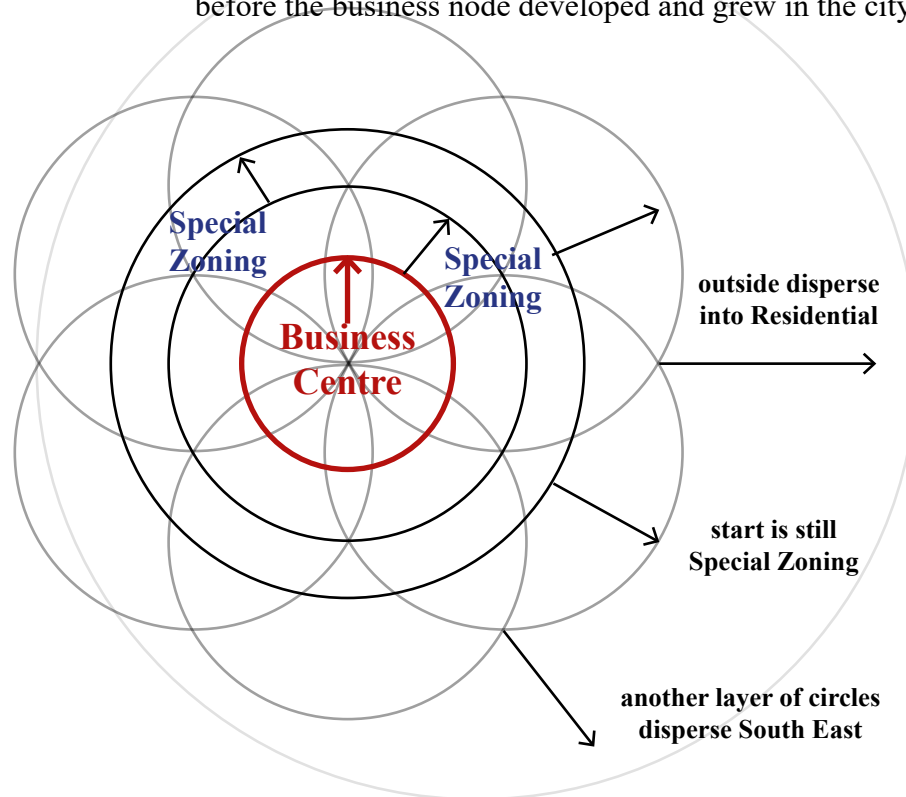 before the business node developed and grew in the city
Special
Zoning
Special
Zoning
Business
Centre
outside disperse
into Residential
start is still
Special Zoning
another layer of circles
disperse South East